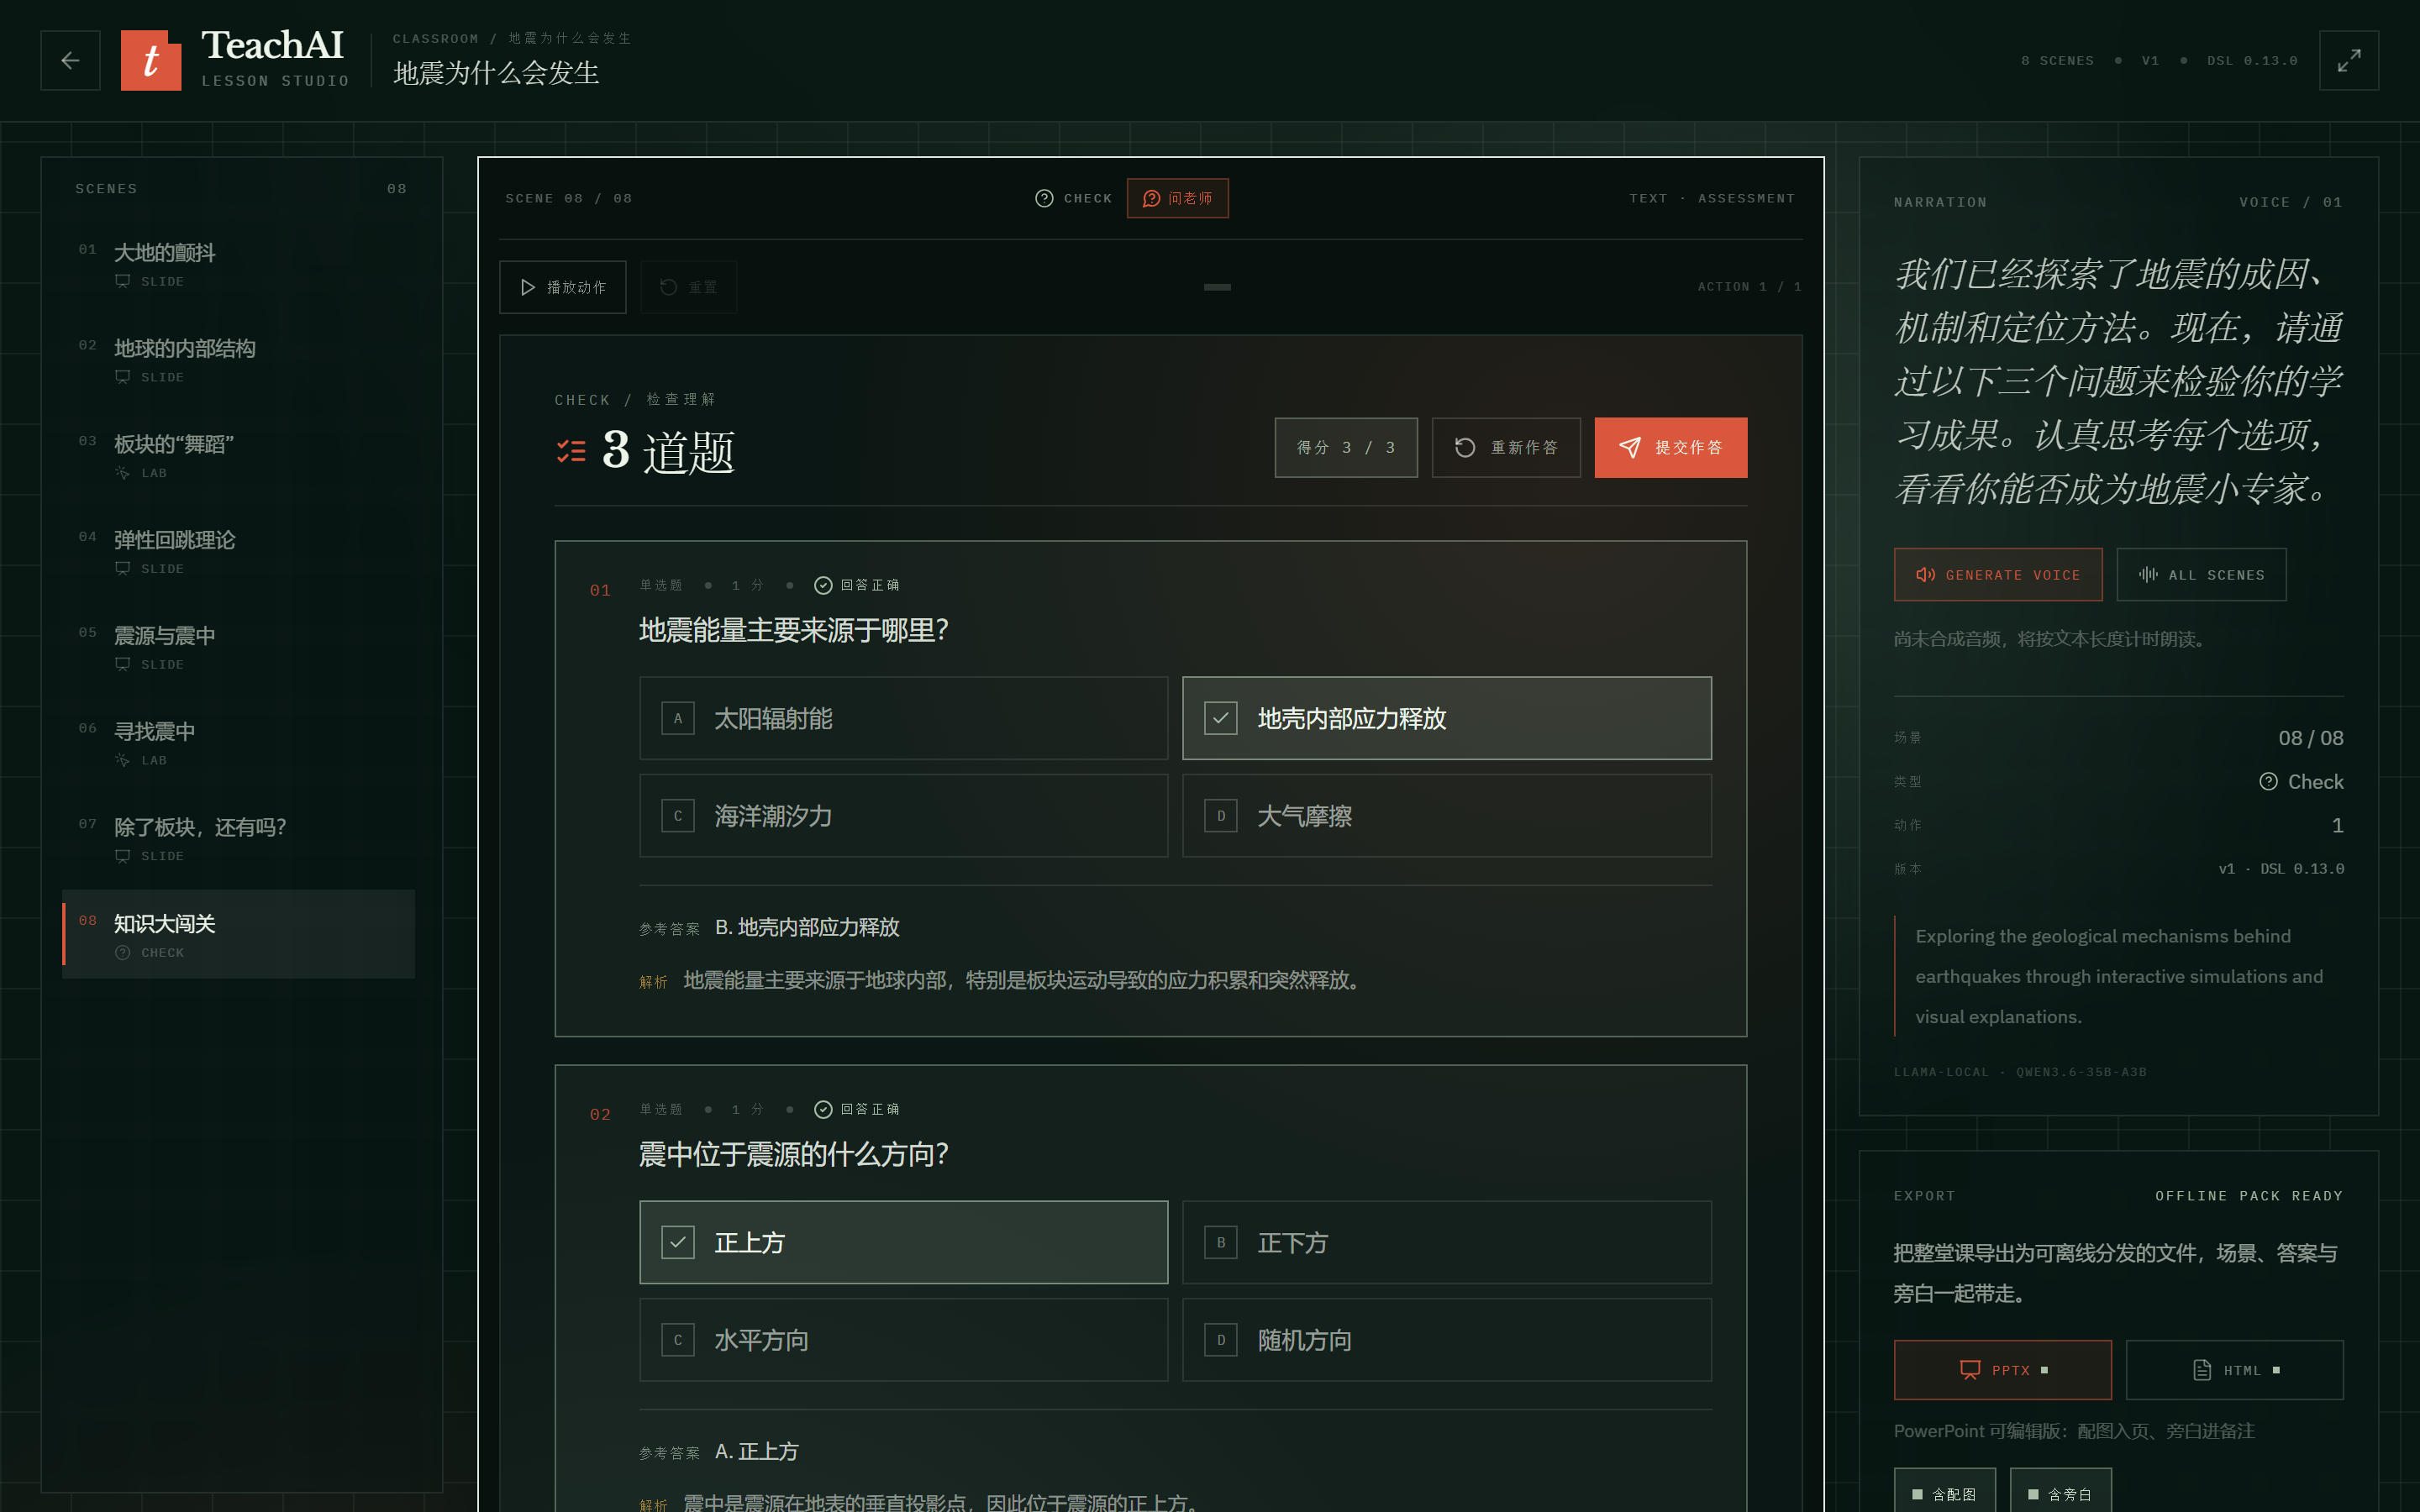 t
TeachAI
LESSON STUDIO
CLASSROOM / 地震为什么会发生
地震为什么会发生
8 SCENES • V1 • DSL 0.13.0
SCENES 08
01 大地的颤抖
SLIDE
02 地球的内部结构
SLIDE
03 板块的“舞蹈”
LAB
04 弹性回跳理论
SLIDE
05 震源与震中
SLIDE
06 寻找震中
LAB
07 除了板块，还有吗？
SLIDE
08 知识大闯关
CHECK
SCENE 08 / 08
CHECK
问老师
TEXT · ASSESSMENT
播放动作
重置
ACTION 1 / 1
CHECK / 检查理解
3 道题
得分 3 / 3
重新作答
提交作答
01 单选题 • 1 分 • 回答正确
地震能量主要来源于哪里？
A 太阳辐射能
地壳内部应力释放
C 海洋潮汐力
D 大气摩擦
参考答案 B. 地壳内部应力释放
解析 地震能量主要来源于地球内部，特别是板块运动导致的应力积累和突然释放。
02 单选题 • 1 分 • 回答正确
震中位于震源的什么方向？
正上方
B 正下方
C 水平方向
D 随机方向
参考答案 A. 正上方
解析 震中是震源在地表的垂直投影点，因此位于震源的正上方。
NARRATION VOICE / 01
我们已经探索了地震的成因、
机制和定位方法。现在，请通
过以下三个问题来检验你的学
习成果。认真思考每个选项，
看看你能否成为地震小专家。
GENERATE VOICE
ALL SCENES
尚未合成音频，将按文本长度计时朗读。
场景 08 / 08
类型 Check
动作 1
版本 v1 · DSL 0.13.0
Exploring the geological mechanisms behind
earthquakes through interactive simulations and
visual explanations.
LLAMA-LOCAL · QWEN3.6-35B-A3B
EXPORT OFFLINE PACK READY
把整堂课导出为可离线分发的文件，场景、答案与
旁白一起带走。
PPTX
HTML
PowerPoint 可编辑版：配图入页、旁白进备注
含配图
含旁白